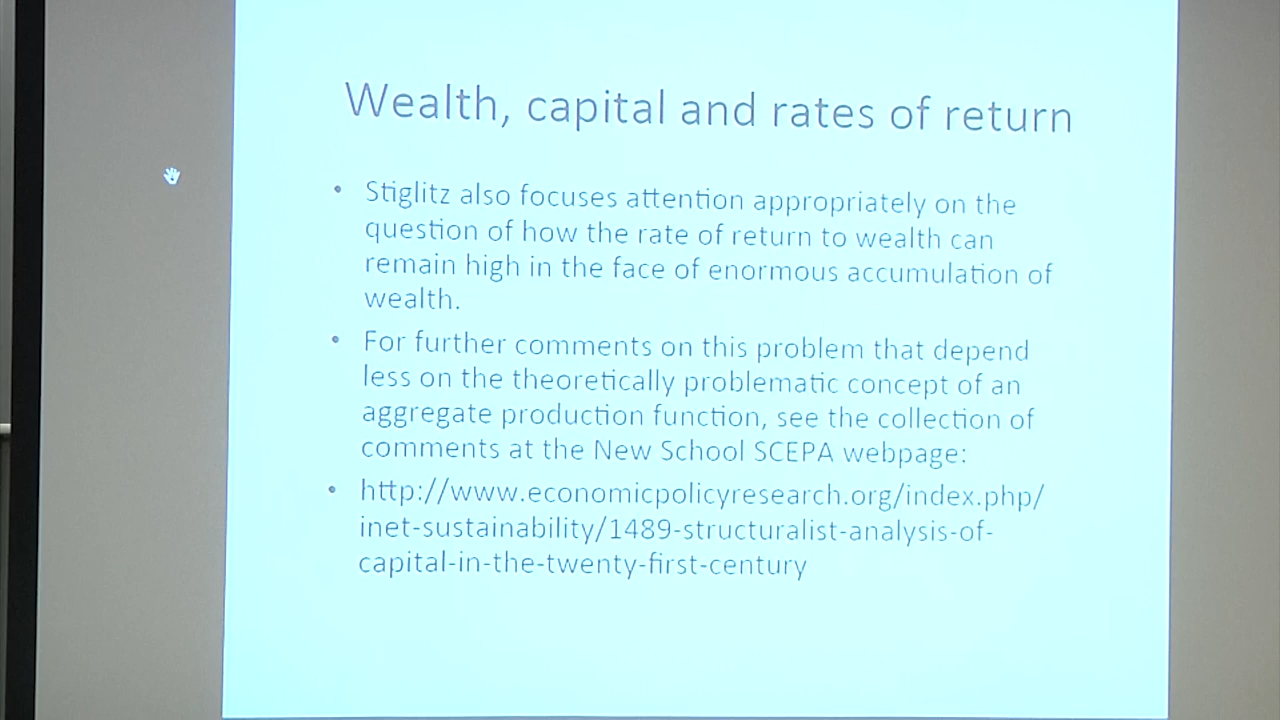 Wealth, capital and rates of return
• Stiglitz also focuses attention appropriately on the
question of how the rate of return to wealth can
remain high in the face of enormous accumulation of
wealth.
• For further comments on this problem that depend
less on the theoretically problematic concept of an
aggregate production function, see the collection of
comments at the New School SCEPA webpage:
• http://www.economicpolicyresearch.org/index.php/
inet-sustainability/1489-structuralist-analysis-of-
capital-in-the-twenty-first-century